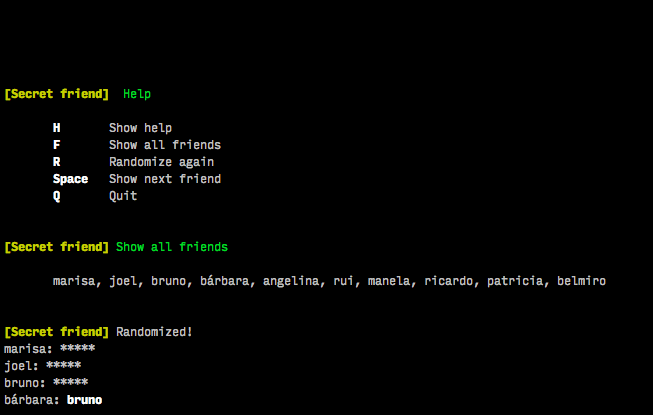 [Secret friend] Help
H Show help
F Show all friends
R Randomize again
Space Show next friend
Q Quit
[Secret friend] Show all friends
marisa, joel, bruno, bárbara, angelina, rui, manela, ricardo, patricia, belmiro
[Secret friend] Randomized!
marisa: *****
joel: *****
bruno: *****
bárbara: bruno